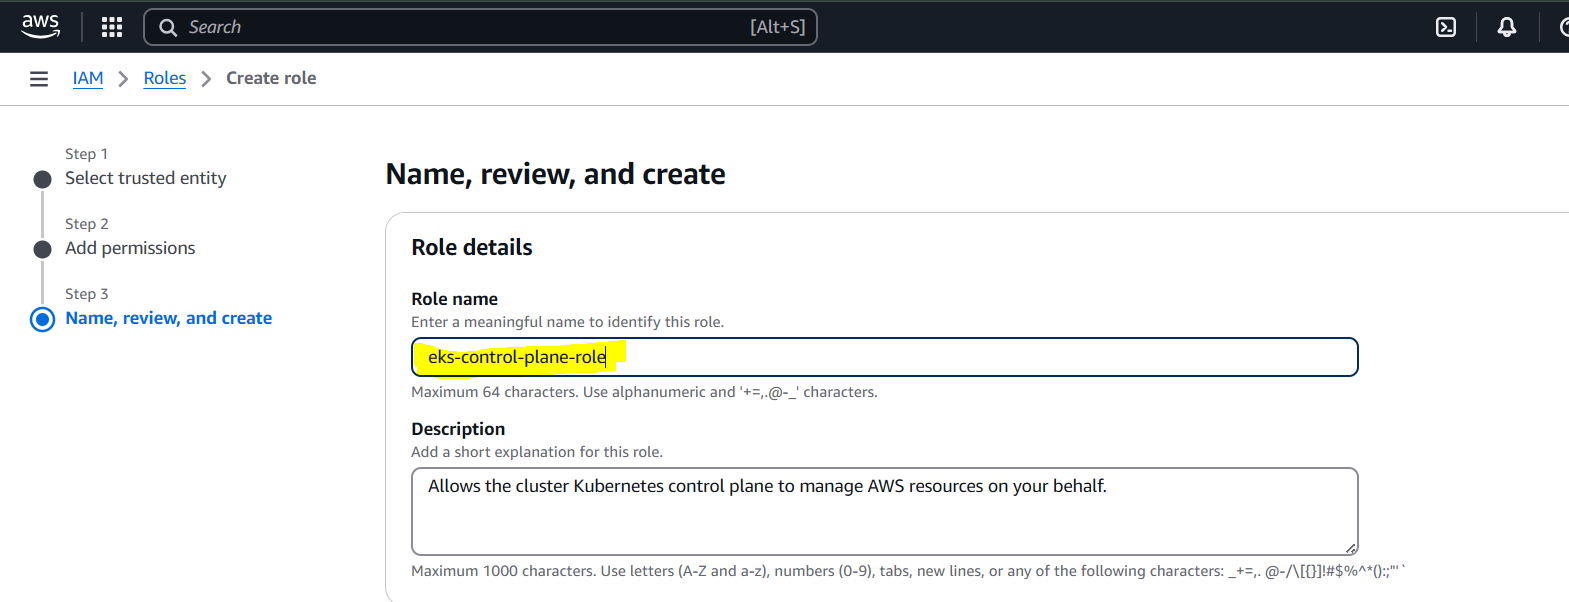 aws
Search
[Alt+S]
IAM
Roles
Create role
Step 1
Select trusted entity
Step 2
Add permissions
Step 3
Name, review, and create
Name, review, and create
Role details
Role name
Enter a meaningful name to identify this role.
eks-control-plane-role
Maximum 64 characters. Use alphanumeric and '+=,.@-_' characters.
Description
Add a short explanation for this role.
Allows the cluster Kubernetes control plane to manage AWS resources on your behalf.
Maximum 1000 characters. Use letters (A-Z and a-z), numbers (0-9), tabs, new lines, or any of the following characters: _+=,. @-/\[{}]!#$%^*();:"'`